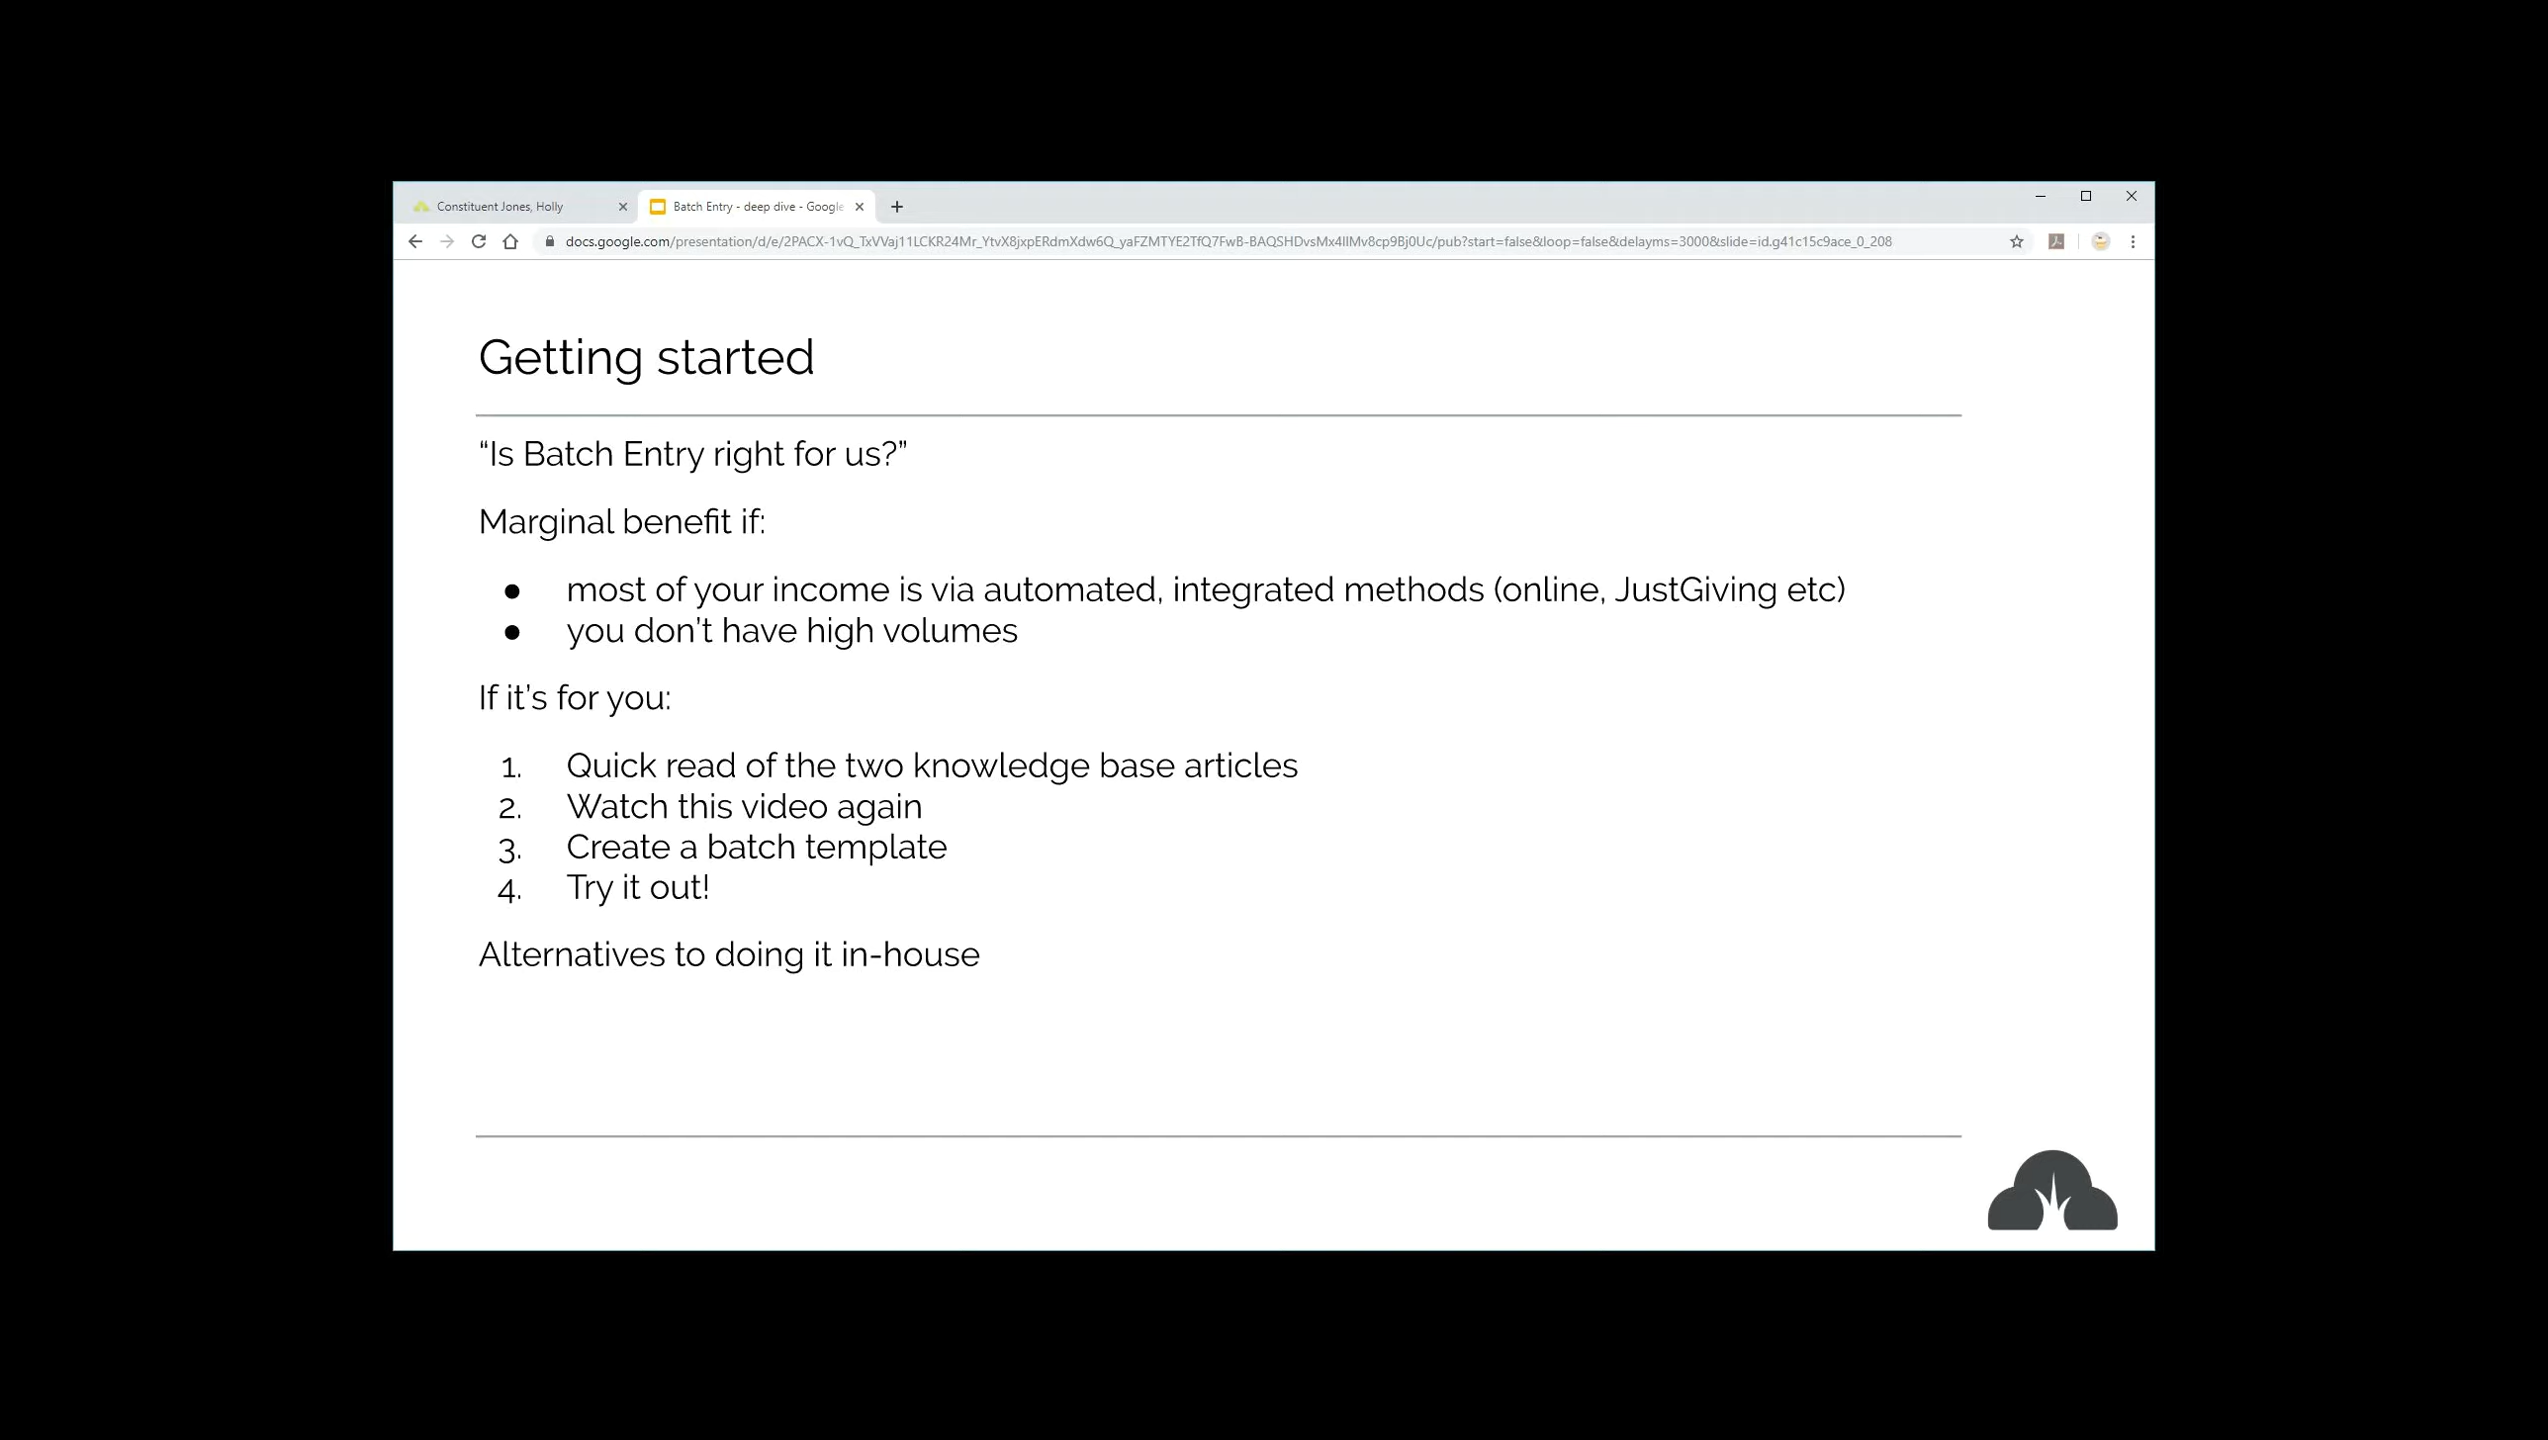 Constituent Jones, Holly
Batch Entry - deep dive - Google
docs.google.com/presentation/d/e/2PACX-1vQ_TxVVaj11LCKR24Mr_YtvX8jxpERdmXdw6Q_yaFZMTYE2TfQ7FwB-BAQSHDvsMx4IIMv8cp9Bj0Uc/pub?start=false&loop=false&delayms=3000&slide=id.g41c15c9ace_0_208
Getting started
“Is Batch Entry right for us?”
Marginal benefit if:
● most of your income is via automated, integrated methods (online, JustGiving etc)
● you don’t have high volumes
If it’s for you:
1. Quick read of the two knowledge base articles
2. Watch this video again
3. Create a batch template
4. Try it out!
Alternatives to doing it in-house